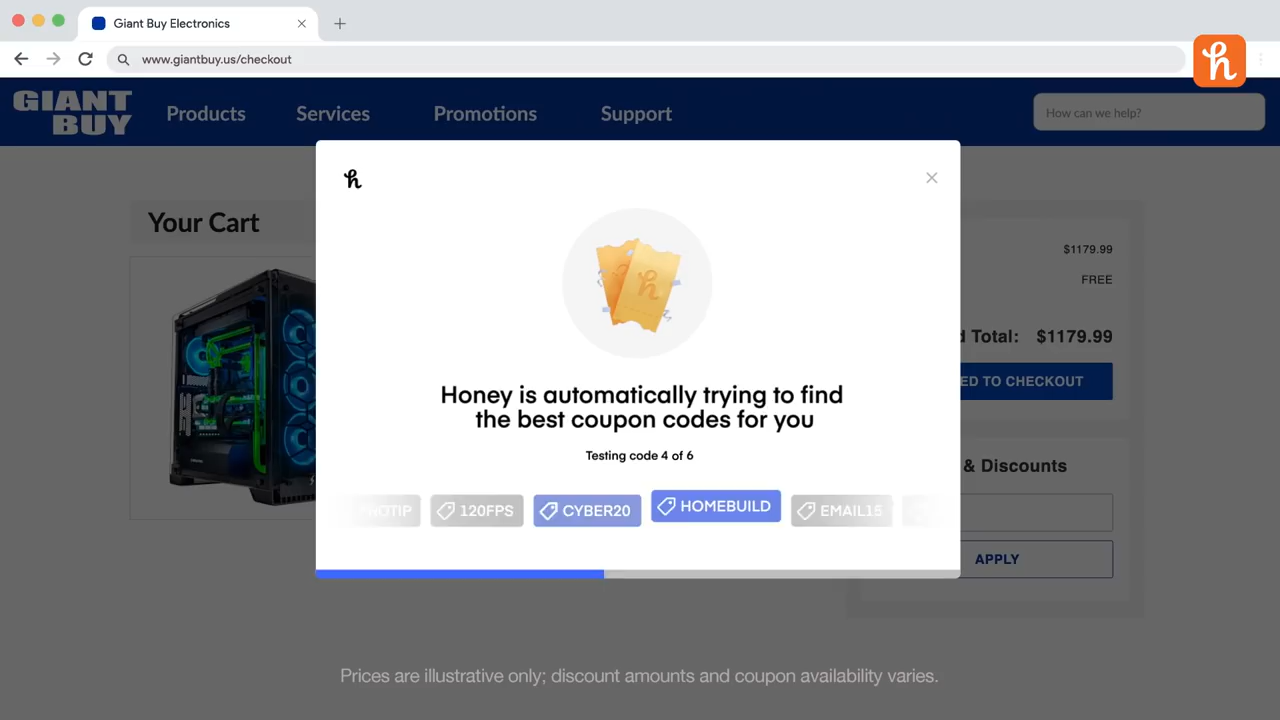 Giant Buy Electronics
www.giantbuy.us/checkout
GIANT
BUY
Products
Services
Promotions
Support
How can we help?
Your Cart
$1179.99
FREE
Total: $1179.99
TO CHECKOUT
& Discounts
APPLY
Honey is automatically trying to find
the best coupon codes for you
Testing code 4 of 6
120FPS
CYBER20
HOMEBUILD
EMAIL15
Prices are illustrative only; discount amounts and coupon availability varies.